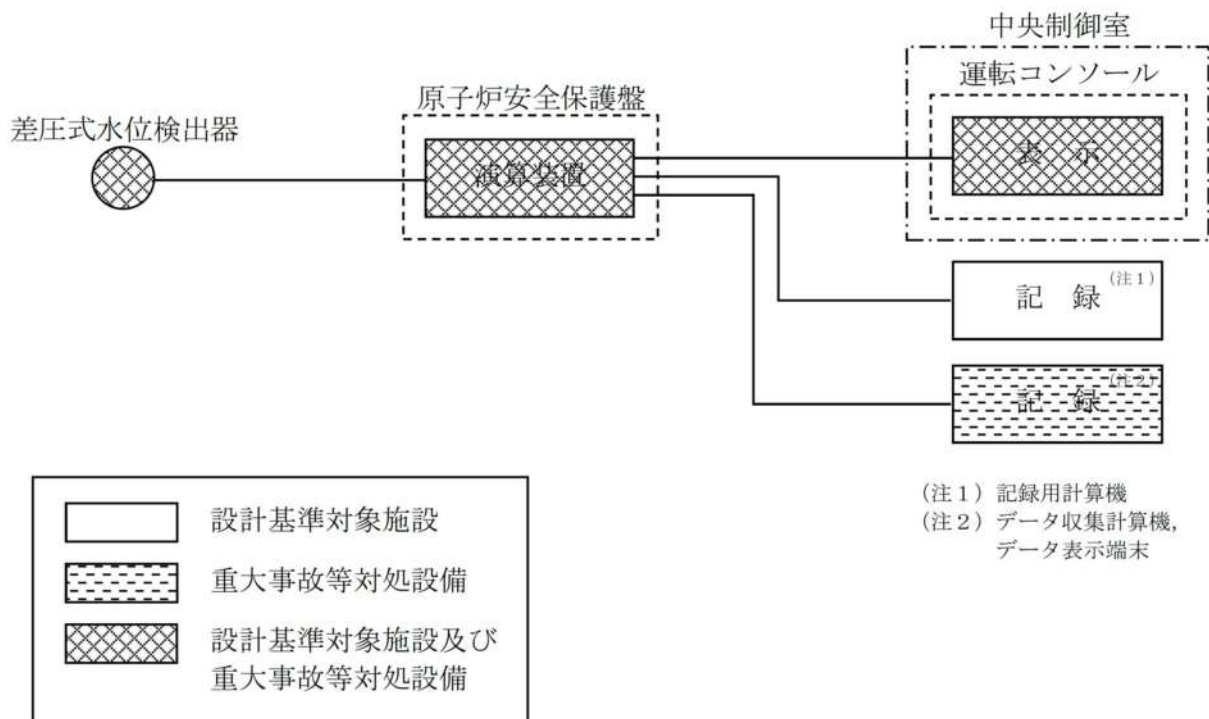 中央制御室
運転コンソール
原子炉安全保護盤
差圧式水位検出器
演算装置
表　示
記　録（注１）
記　録（注２）
（注１）記録用計算機
（注２）データ収集計算機，
データ表示端末
設計基準対象施設
重大事故等対処設備
設計基準対象施設及び
重大事故等対処設備